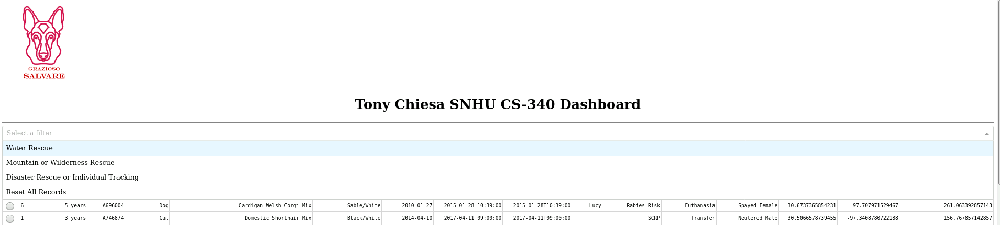 GRAZIOSO
SALVARE
Tony Chiesa SNHU CS-340 Dashboard
Select a filter
Water Rescue
Mountain or Wilderness Rescue
Disaster Rescue or Individual Tracking
Reset All Records
6 5 years A696004 Dog Cardigan Welsh Corgi Mix Sable/White 2010-01-27 2015-01-28 10:39:00 2015-01-28T10:39:00 Lucy Rabies Risk Euthanasia Spayed Female 30.6737365854231 -97.707971529467 261.063392857143
1 3 years A746874 Cat Domestic Shorthair Mix Black/White 2014-04-10 2017-04-11 09:00:00 2017-04-11T09:00:00 SCRP Transfer Neutered Male 30.5066578739455 -97.3408780722188 156.767857142857